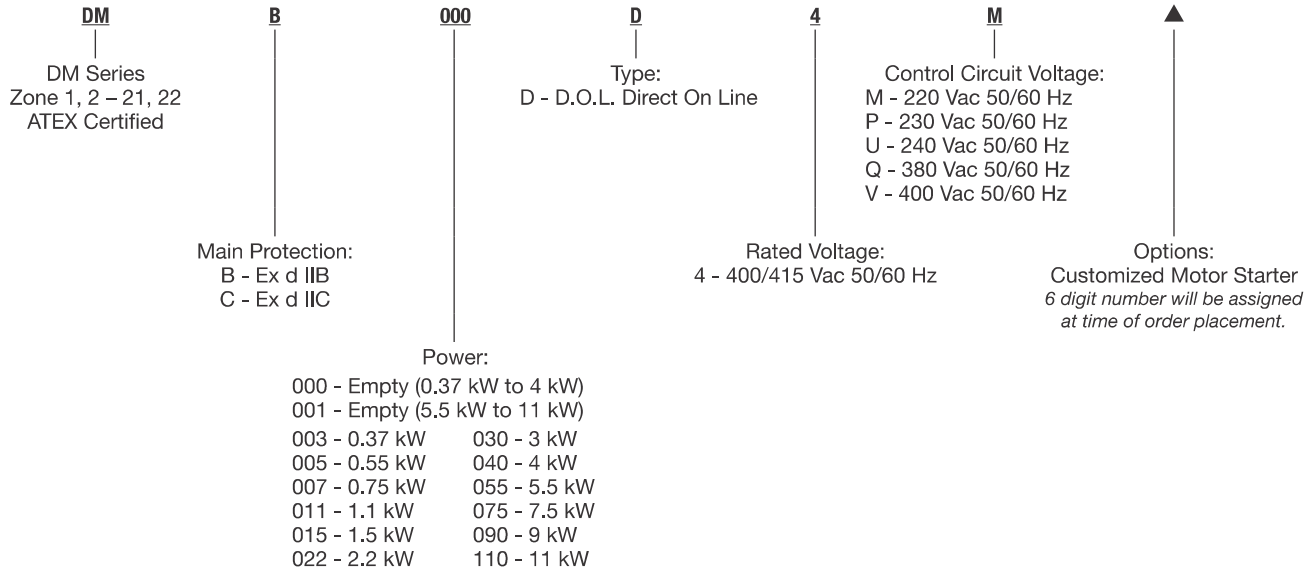 DM B 000 D 4 M ▲
DM Series
Zone 1, 2 – 21, 22
ATEX Certified
Type:
D - D.O.L. Direct On Line
Control Circuit Voltage:
M - 220 Vac 50/60 Hz
P - 230 Vac 50/60 Hz
U - 240 Vac 50/60 Hz
Q - 380 Vac 50/60 Hz
V - 400 Vac 50/60 Hz
Main Protection:
B - Ex d IIB
C - Ex d IIC
Rated Voltage:
4 - 400/415 Vac 50/60 Hz
Options:
Customized Motor Starter
6 digit number will be assigned
at time of order placement.
Power:
000 - Empty (0.37 kW to 4 kW)
001 - Empty (5.5 kW to 11 kW)
003 - 0.37 kW 030 - 3 kW
005 - 0.55 kW 040 - 4 kW
007 - 0.75 kW 055 - 5.5 kW
011 - 1.1 kW 075 - 7.5 kW
015 - 1.5 kW 090 - 9 kW
022 - 2.2 kW 110 - 11 kW